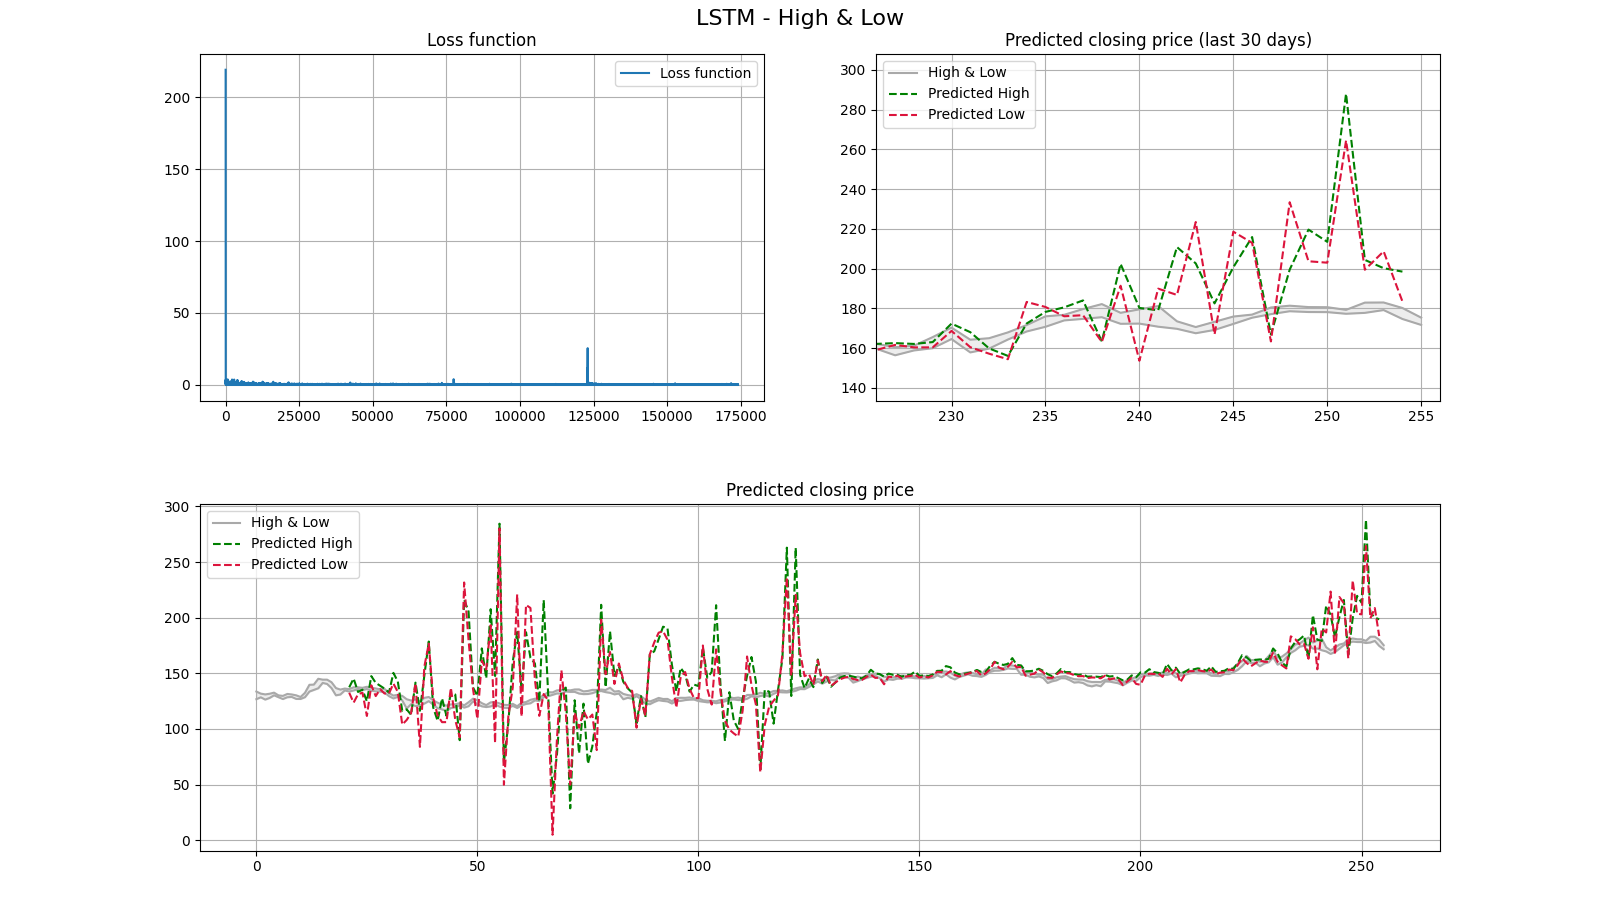 LSTM - High & Low
Loss function
Loss function
200
150
100
50
0
0 25000 50000 75000 100000 125000 150000 175000
Predicted closing price (last 30 days)
High & Low
Predicted High
Predicted Low
300
280
260
240
220
200
180
160
140
230 235 240 245 250 255
Predicted closing price
High & Low
Predicted High
Predicted Low
300
250
200
150
100
50
0
0 50 100 150 200 250